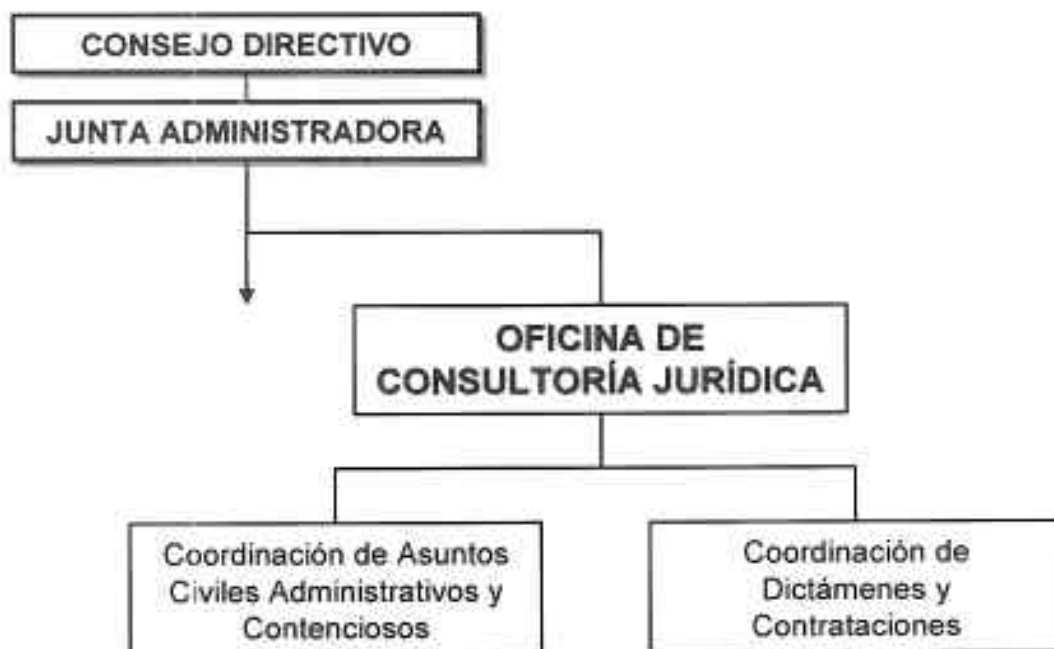 CONSEJO DIRECTIVO
JUNTA ADMINISTRADORA
OFICINA DE
CONSULTORÍA JURÍDICA
Coordinación de Asuntos
Civiles Administrativos y
Contenciosos
Coordinación de
Dictámenes y
Contrataciones